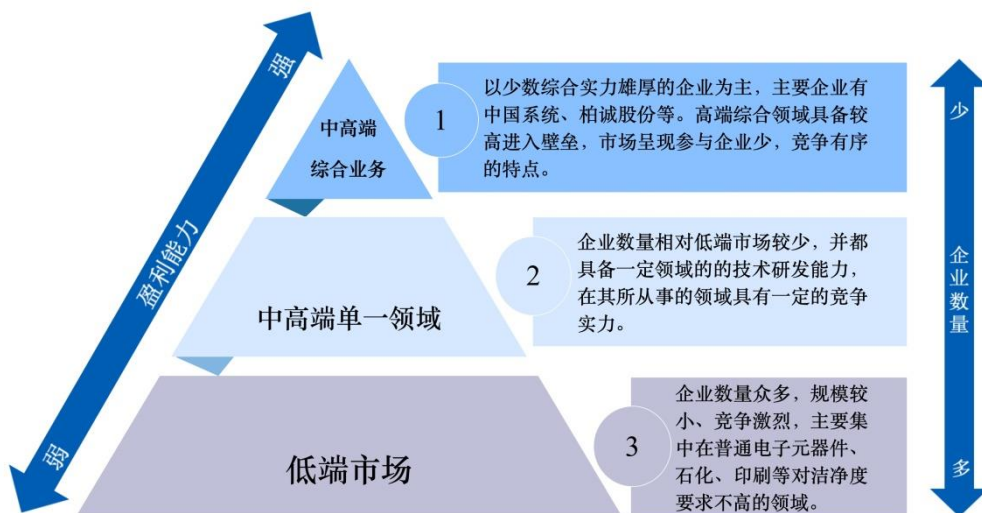 强
盈利能力
弱
中高端
综合业务
1
以少数综合实力雄厚的企业为主，主要企业有
中国系统、柏诚股份等。高端综合领域具备较
高进入壁垒，市场呈现参与企业少，竞争有序
的特点。
中高端单一领域
2
企业数量相对低端市场较少，并都
具备一定领域的的技术研发能力，
在其所从事的领域具有一定的竞争
实力。
低端市场
3
企业数量众多，规模较
小、竞争激烈，主要集
中在普通电子元器件、
石化、印刷等对洁净度
要求不高的领域。
少
企业数量
多